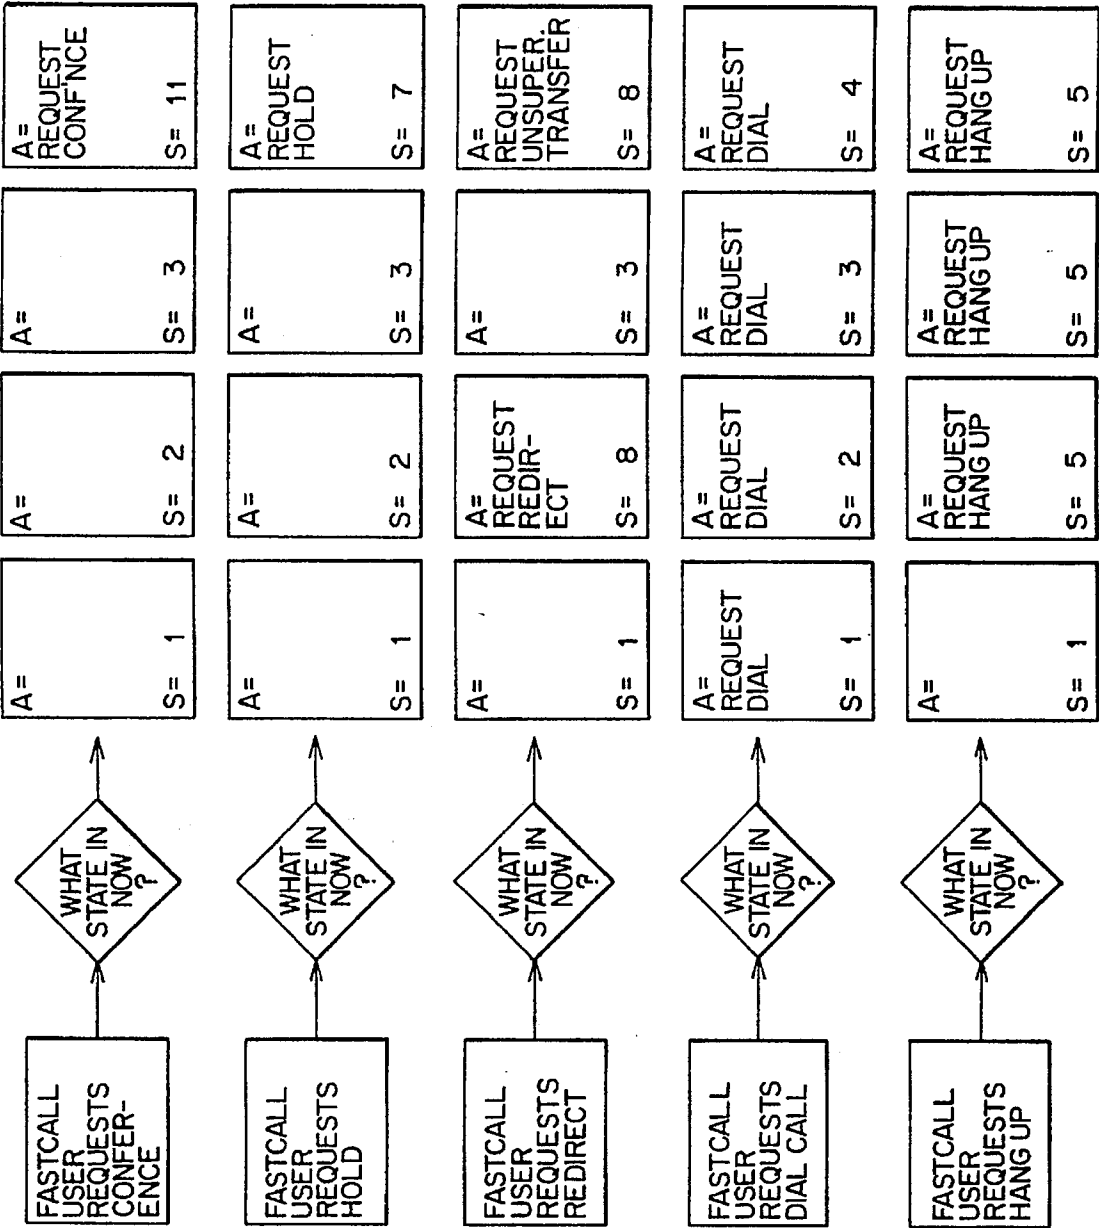 FASTCALL
USER
REQUESTS
HANG UP
WHAT
STATE IN
NOW
?
A=
S= 1
A=
REQUEST
HANG UP
S= 5
A=
REQUEST
HANG UP
S= 5
A=
REQUEST
HANG UP
S= 5
FASTCALL
USER
REQUESTS
DIAL CALL
WHAT
STATE IN
NOW
?
A=
REQUEST
DIAL
S= 1
A=
REQUEST
DIAL
S= 2
A=
REQUEST
DIAL
S= 3
A=
REQUEST
DIAL
S= 4
FASTCALL
USER
REQUESTS
REDIRECT
WHAT
STATE IN
NOW
?
A=
S= 1
A=
REQUEST
REDIR-
ECT
S= 8
A=
S= 3
A=
REQUEST
UNSUPER.
TRANSFER
S= 8
FASTCALL
USER
REQUESTS
HOLD
WHAT
STATE IN
NOW
?
A=
S= 1
A=
S= 2
A=
S= 3
A=
REQUEST
HOLD
S= 7
FASTCALL
USER
REQUESTS
CONFER-
ENCE
WHAT
STATE IN
NOW
?
A=
S= 1
A=
S= 2
A=
S= 3
A=
REQUEST
CONF'NCE
S= 11